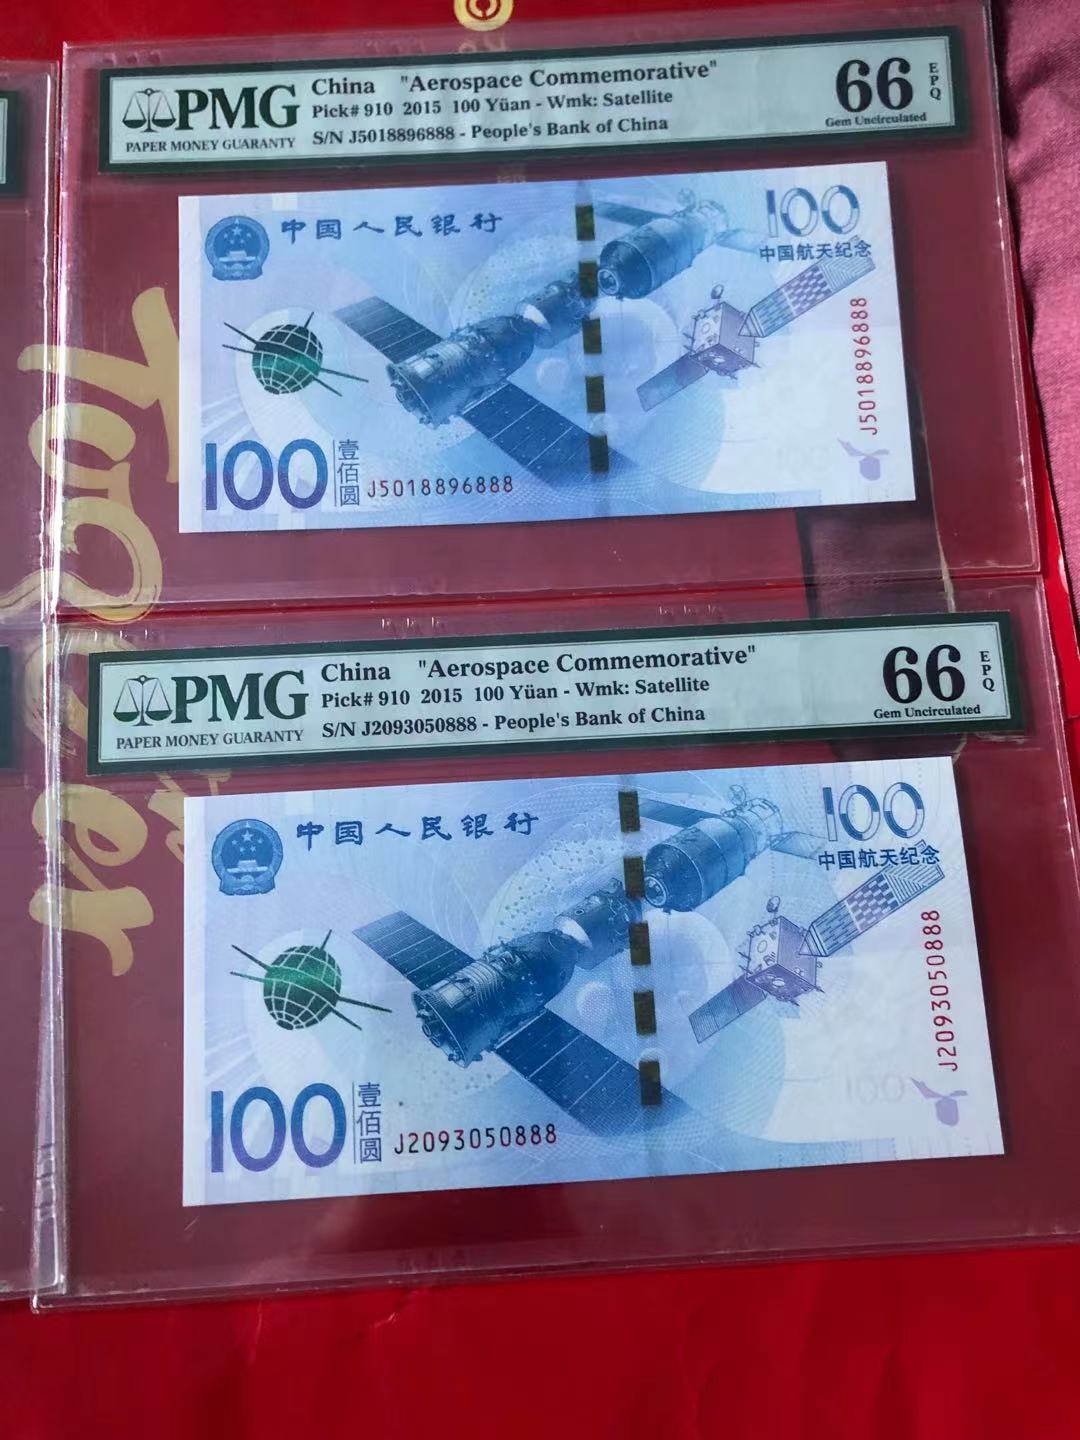 PMG
PAPER MONEY GUARANTY
China "Aerospace Commemorative"
Pick# 910 2015 100 Yüan - Wmk: Satellite
S/N J5018896888 - People's Bank of China
66
EPQ
Gem Uncirculated
中国人民银行
100
中国航天纪念
J5018896888
100
壹佰圆
J5018896888
PMG
PAPER MONEY GUARANTY
China "Aerospace Commemorative"
Pick# 910 2015 100 Yüan - Wmk: Satellite
S/N J2093050888 - People's Bank of China
66
EPQ
Gem Uncirculated
中国人民银行
100
中国航天纪念
J2093050888
100
壹佰圆
J2093050888